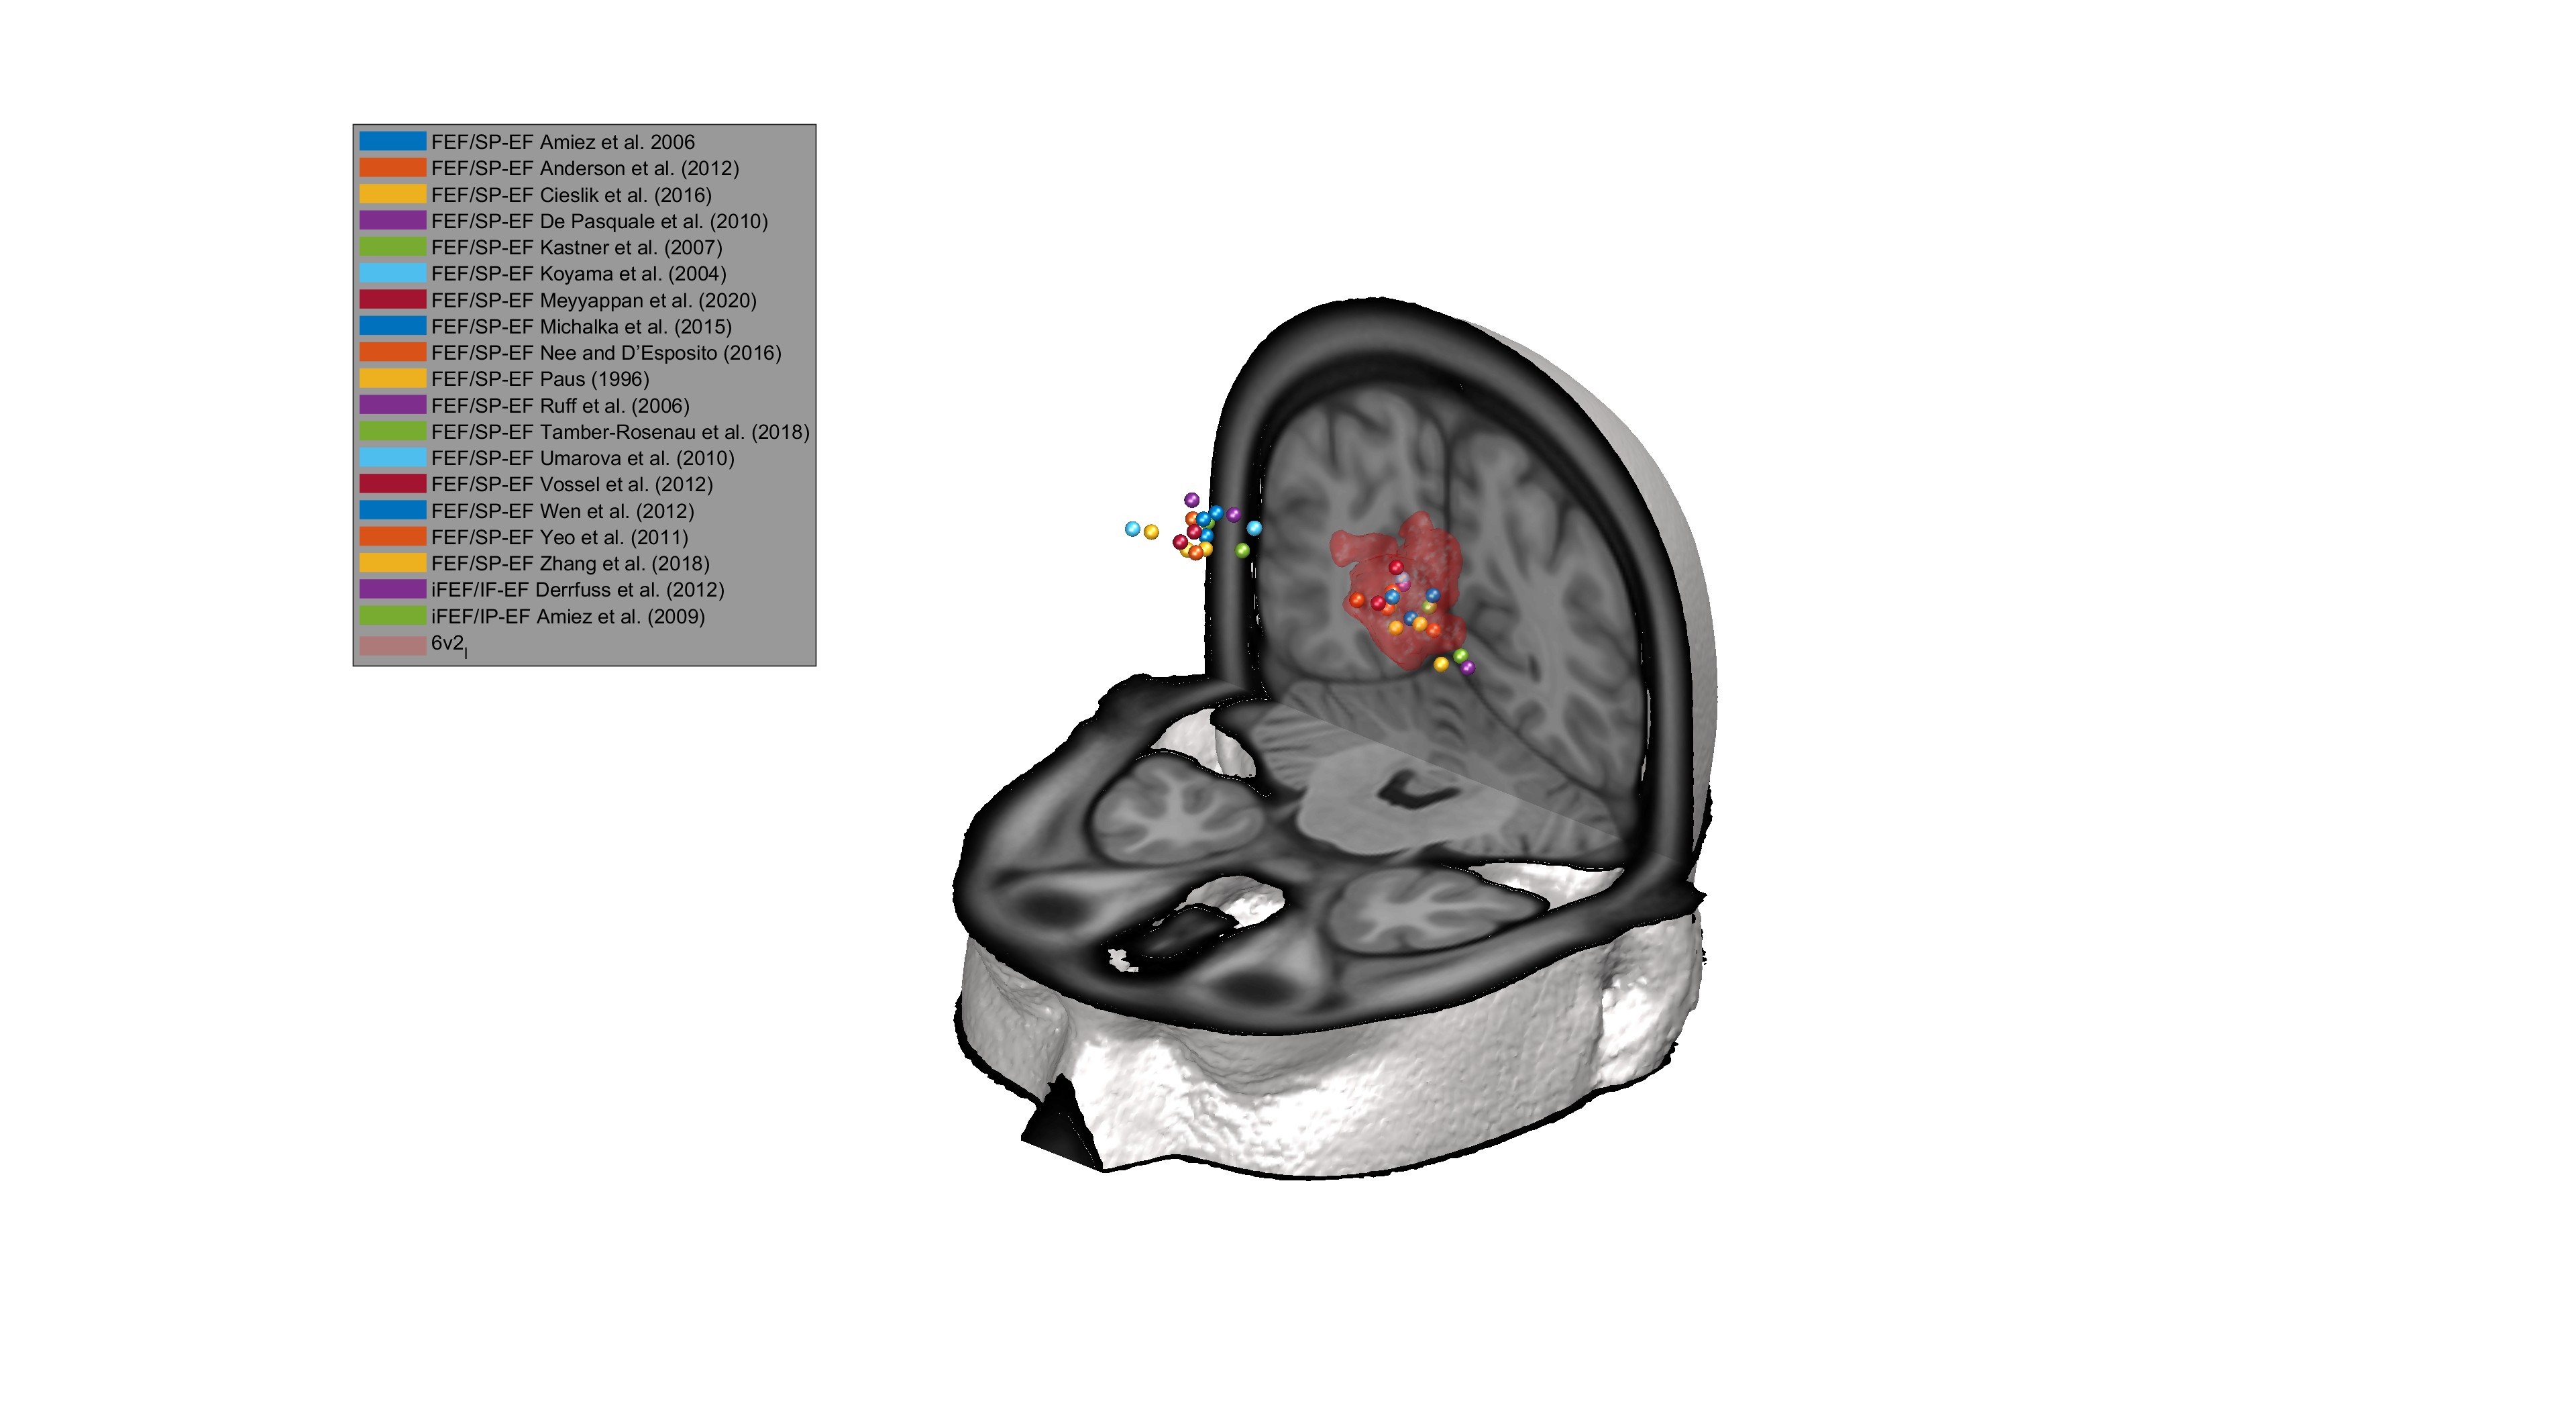 FEF/SP-EF Amiez et al. 2006
FEF/SP-EF Anderson et al. (2012)
FEF/SP-EF Cieslik et al. (2016)
FEF/SP-EF De Pasquale et al. (2010)
FEF/SP-EF Kastner et al. (2007)
FEF/SP-EF Koyama et al. (2004)
FEF/SP-EF Meyyappan et al. (2020)
FEF/SP-EF Michalka et al. (2015)
FEF/SP-EF Nee and D’Esposito (2016)
FEF/SP-EF Paus (1996)
FEF/SP-EF Ruff et al. (2006)
FEF/SP-EF Tamber-Rosenau et al. (2018)
FEF/SP-EF Umarova et al. (2010)
FEF/SP-EF Vossel et al. (2012)
FEF/SP-EF Wen et al. (2012)
FEF/SP-EF Yeo et al. (2011)
FEF/SP-EF Zhang et al. (2018)
iFEF/IF-EF Derrfuss et al. (2012)
iFEF/IP-EF Amiez et al. (2009)
6v2l